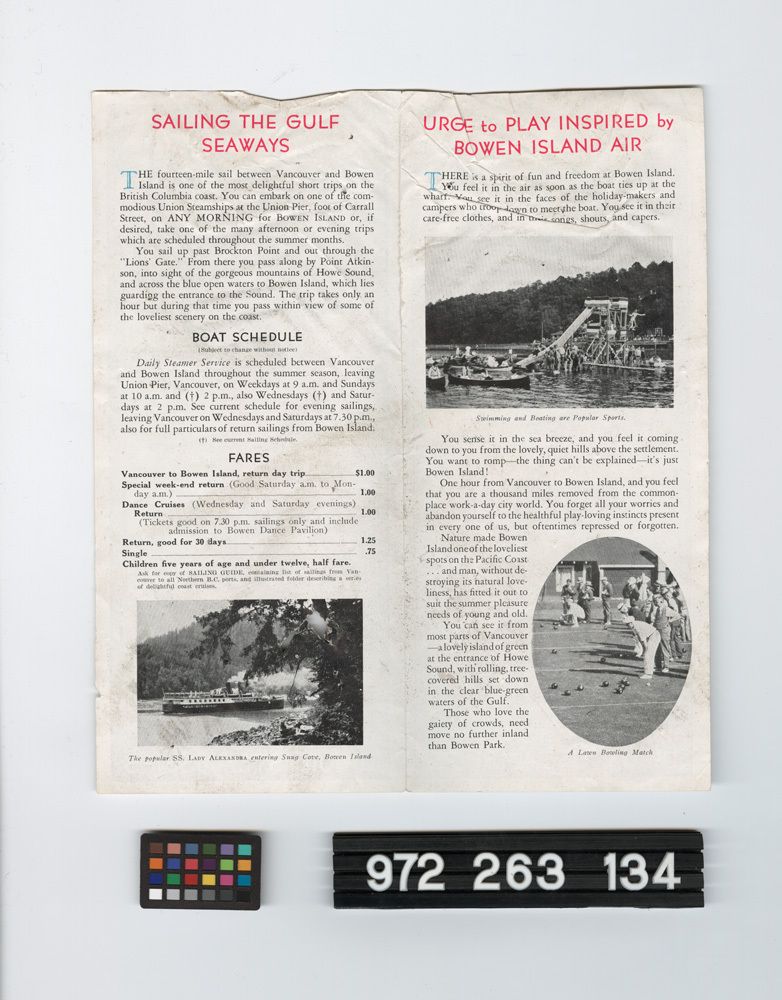 SAILING THE GULF
SEAWAYS
THE fourteen-mile sail between Vancouver and Bowen
Island is one of the most delightful short trips on the
British Columbia coast. You can embark on one of the com-
modious Union Steamships at the Union Pier, foot of Carrall
Street, on ANY MORNING for BOWEN ISLAND or, if
desired, take one of the many afternoon or evening trips
which are scheduled throughout the summer months.
You sail up past Brockton Point and out through the
"Lions' Gate." From there you pass along by Point Atkin-
son, into sight of the gorgeous mountains of Howe Sound,
and across the blue open waters to Bowen Island, which lies
guarding the entrance to the Sound. The trip takes only an
hour but during that time you pass within view of some of
the loveliest scenery on the coast.
BOAT SCHEDULE
(Subject to change without notice)
Daily Steamer Service is scheduled between Vancouver
and Bowen Island throughout the summer season, leaving
Union Pier, Vancouver, on Weekdays at 9 a.m. and Sundays
at 10 a.m. and (†) 2 p.m., also Wednesdays (†) and Satur-
days at 2 p.m. See current schedule for evening sailings,
leaving Vancouver on Wednesdays and Saturdays at 7.30 p.m.,
also for full particulars of return sailings from Bowen Island.
(†) See current Sailing Schedule.
FARES
Vancouver to Bowen Island, return day trip $1.00
Special week-end return (Good Saturday a.m. to Mon-
day a.m.) 1.00
Dance Cruises (Wednesday and Saturday evenings)
Return 1.00
(Tickets good on 7.30 p.m. sailings only and include
admission to Bowen Dance Pavilion)
Return, good for 30 days 1.25
Single .75
Children five years of age and under twelve, half fare.
Ask for copy of SAILING GUIDE, containing list of sailings from Van-
couver to all Northern B.C. ports, and illustrated folder describing a series
of delightful coast cruises.
The popular SS. LADY ALEXANDRA entering Snug Cove, Bowen Island
URGE to PLAY INSPIRED by
BOWEN ISLAND AIR
THERE is a spirit of fun and freedom at Bowen Island.
You feel it in the air as soon as the boat ties up at the
wharf. You see it in the faces of the holiday-makers and
campers who troop down to meet the boat. You see it in their
care-free clothes, and in their songs, shouts, and capers.
Swimming and Boating are Popular Sports.
You sense it in the sea breeze, and you feel it coming
down to you from the lovely, quiet hills above the settlement.
You want to romp—the thing can't be explained—it's just
Bowen Island!
One hour from Vancouver to Bowen Island, and you feel
that you are a thousand miles removed from the common-
place work-a-day city world. You forget all your worries and
abandon yourself to the healthful play-loving instincts present
in every one of us, but oftentimes repressed or forgotten.
Nature made Bowen
Island one of the loveliest
spots on the Pacific Coast
. . . and man, without de-
stroying its natural love-
liness, has fitted it out to
suit the summer pleasure
needs of young and old.
You can see it from
most parts of Vancouver
—a lovely island of green
at the entrance of Howe
Sound, with rolling, tree-
covered hills set down
in the clear blue-green
waters of the Gulf.
Those who love the
gaiety of crowds, need
move no further inland
than Bowen Park.
A Lawn Bowling Match
972 263 134